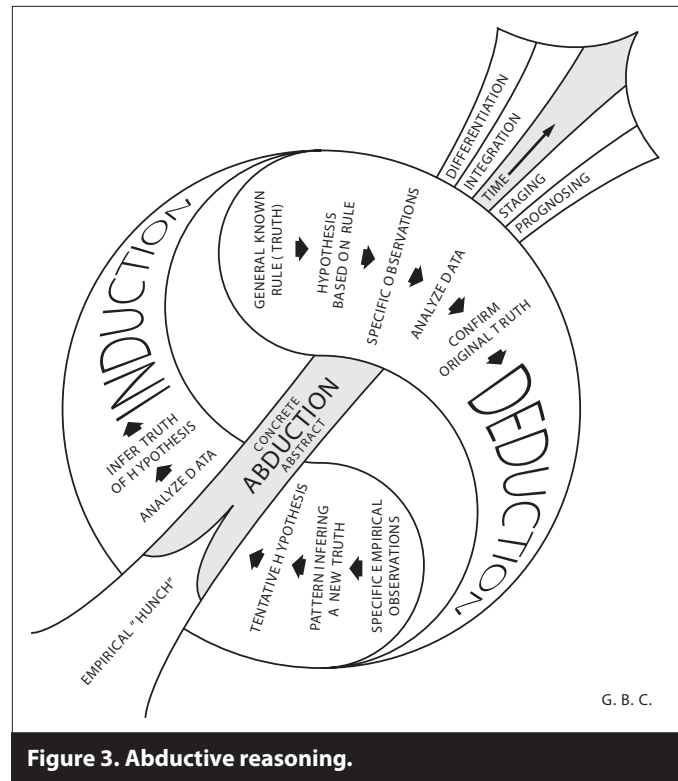 DIFFERENTIATION
INTEGRATION
TIME
STAGING
PROGNOSING
GENERAL KNOWN
RULE (TRUTH)
HYPOTHESIS
BASED ON RULE
SPECIFIC OBSERVATIONS
ANALYZE DATA
CONFIRM
ORIGINAL TRUTH
DEDUCTION
INDUCTION
INFER TRUTH
OF HYPOTHESIS
ANALYZE DATA
CONCRETE
ABDUCTION
ABSTRACT
TENTATIVE HYPOTHESIS
PATTERN INFERING
A NEW TRUTH
SPECIFIC EMPIRICAL
OBSERVATIONS
EMPIRICAL "HUNCH"
G. B. C.
Figure 3. Abductive reasoning.